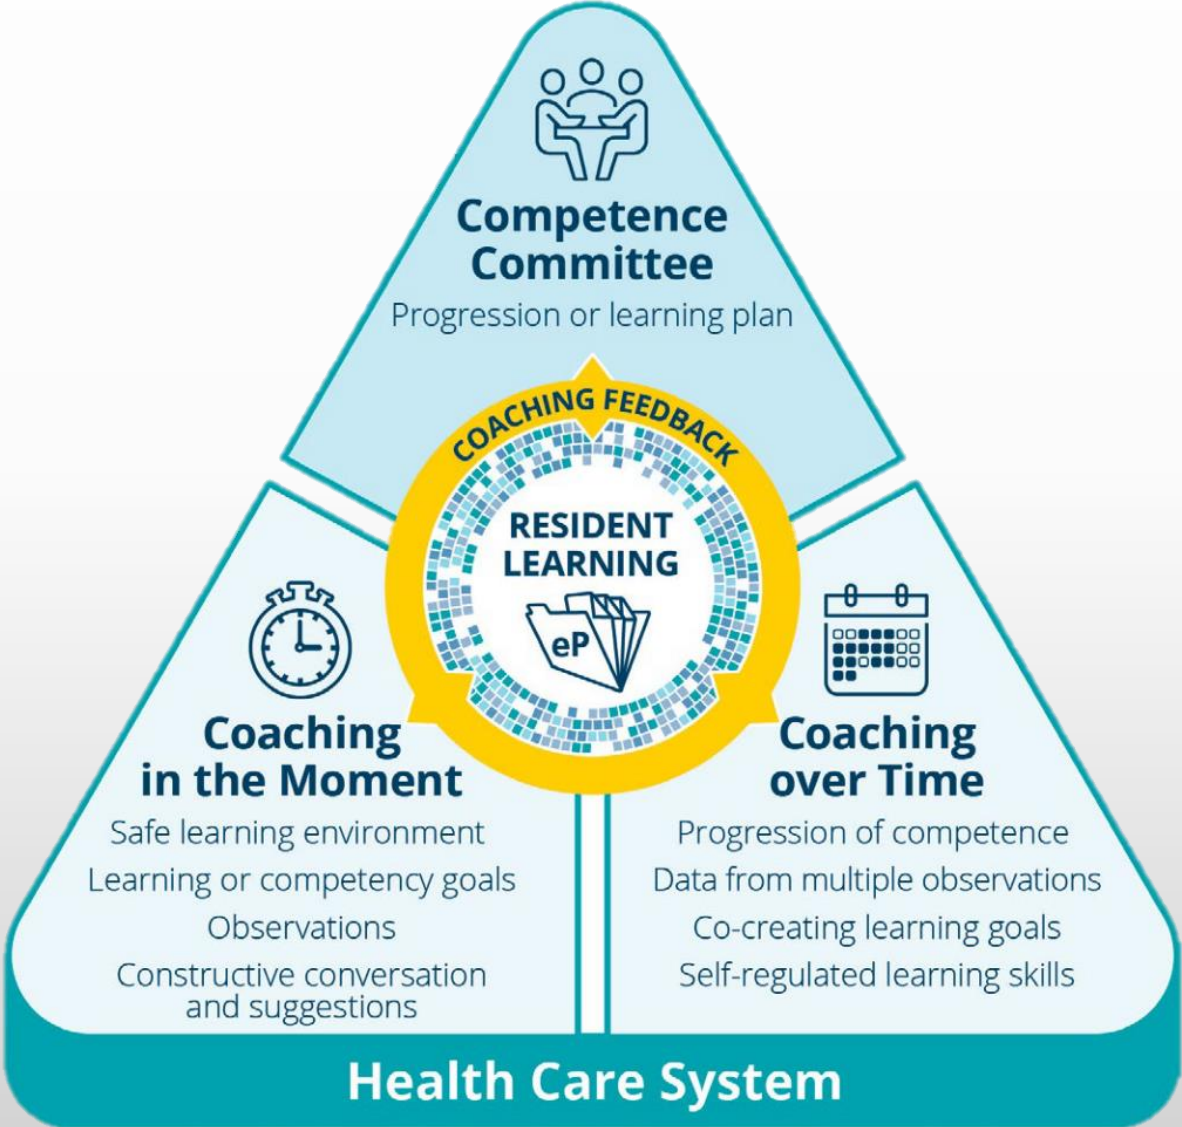 Competence
Committee
Progression or learning plan
COACHING FEEDBACK
RESIDENT
LEARNING
eP
Coaching
in the Moment
Safe learning environment
Learning or competency goals
Observations
Constructive conversation
and suggestions
Coaching
over Time
Progression of competence
Data from multiple observations
Co-creating learning goals
Self-regulated learning skills
Health Care System